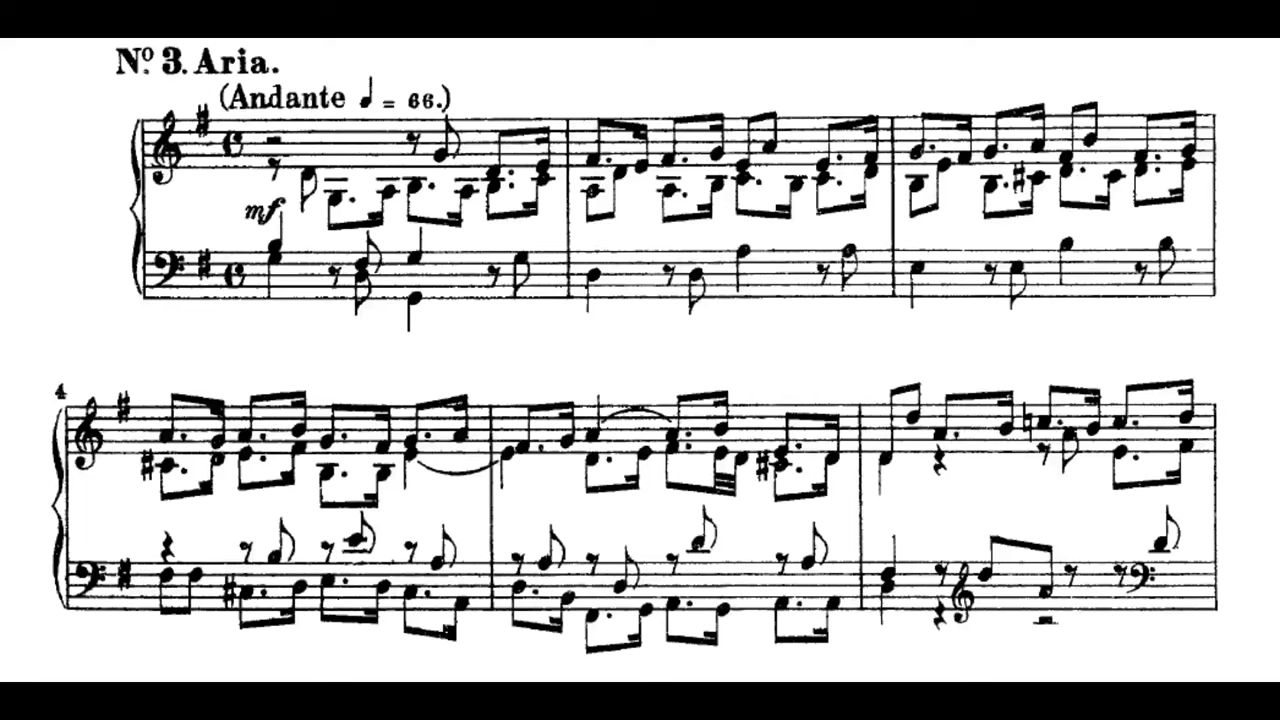 Nº. 3. Aria.
(Andante ♩ = 66.)
mf
4